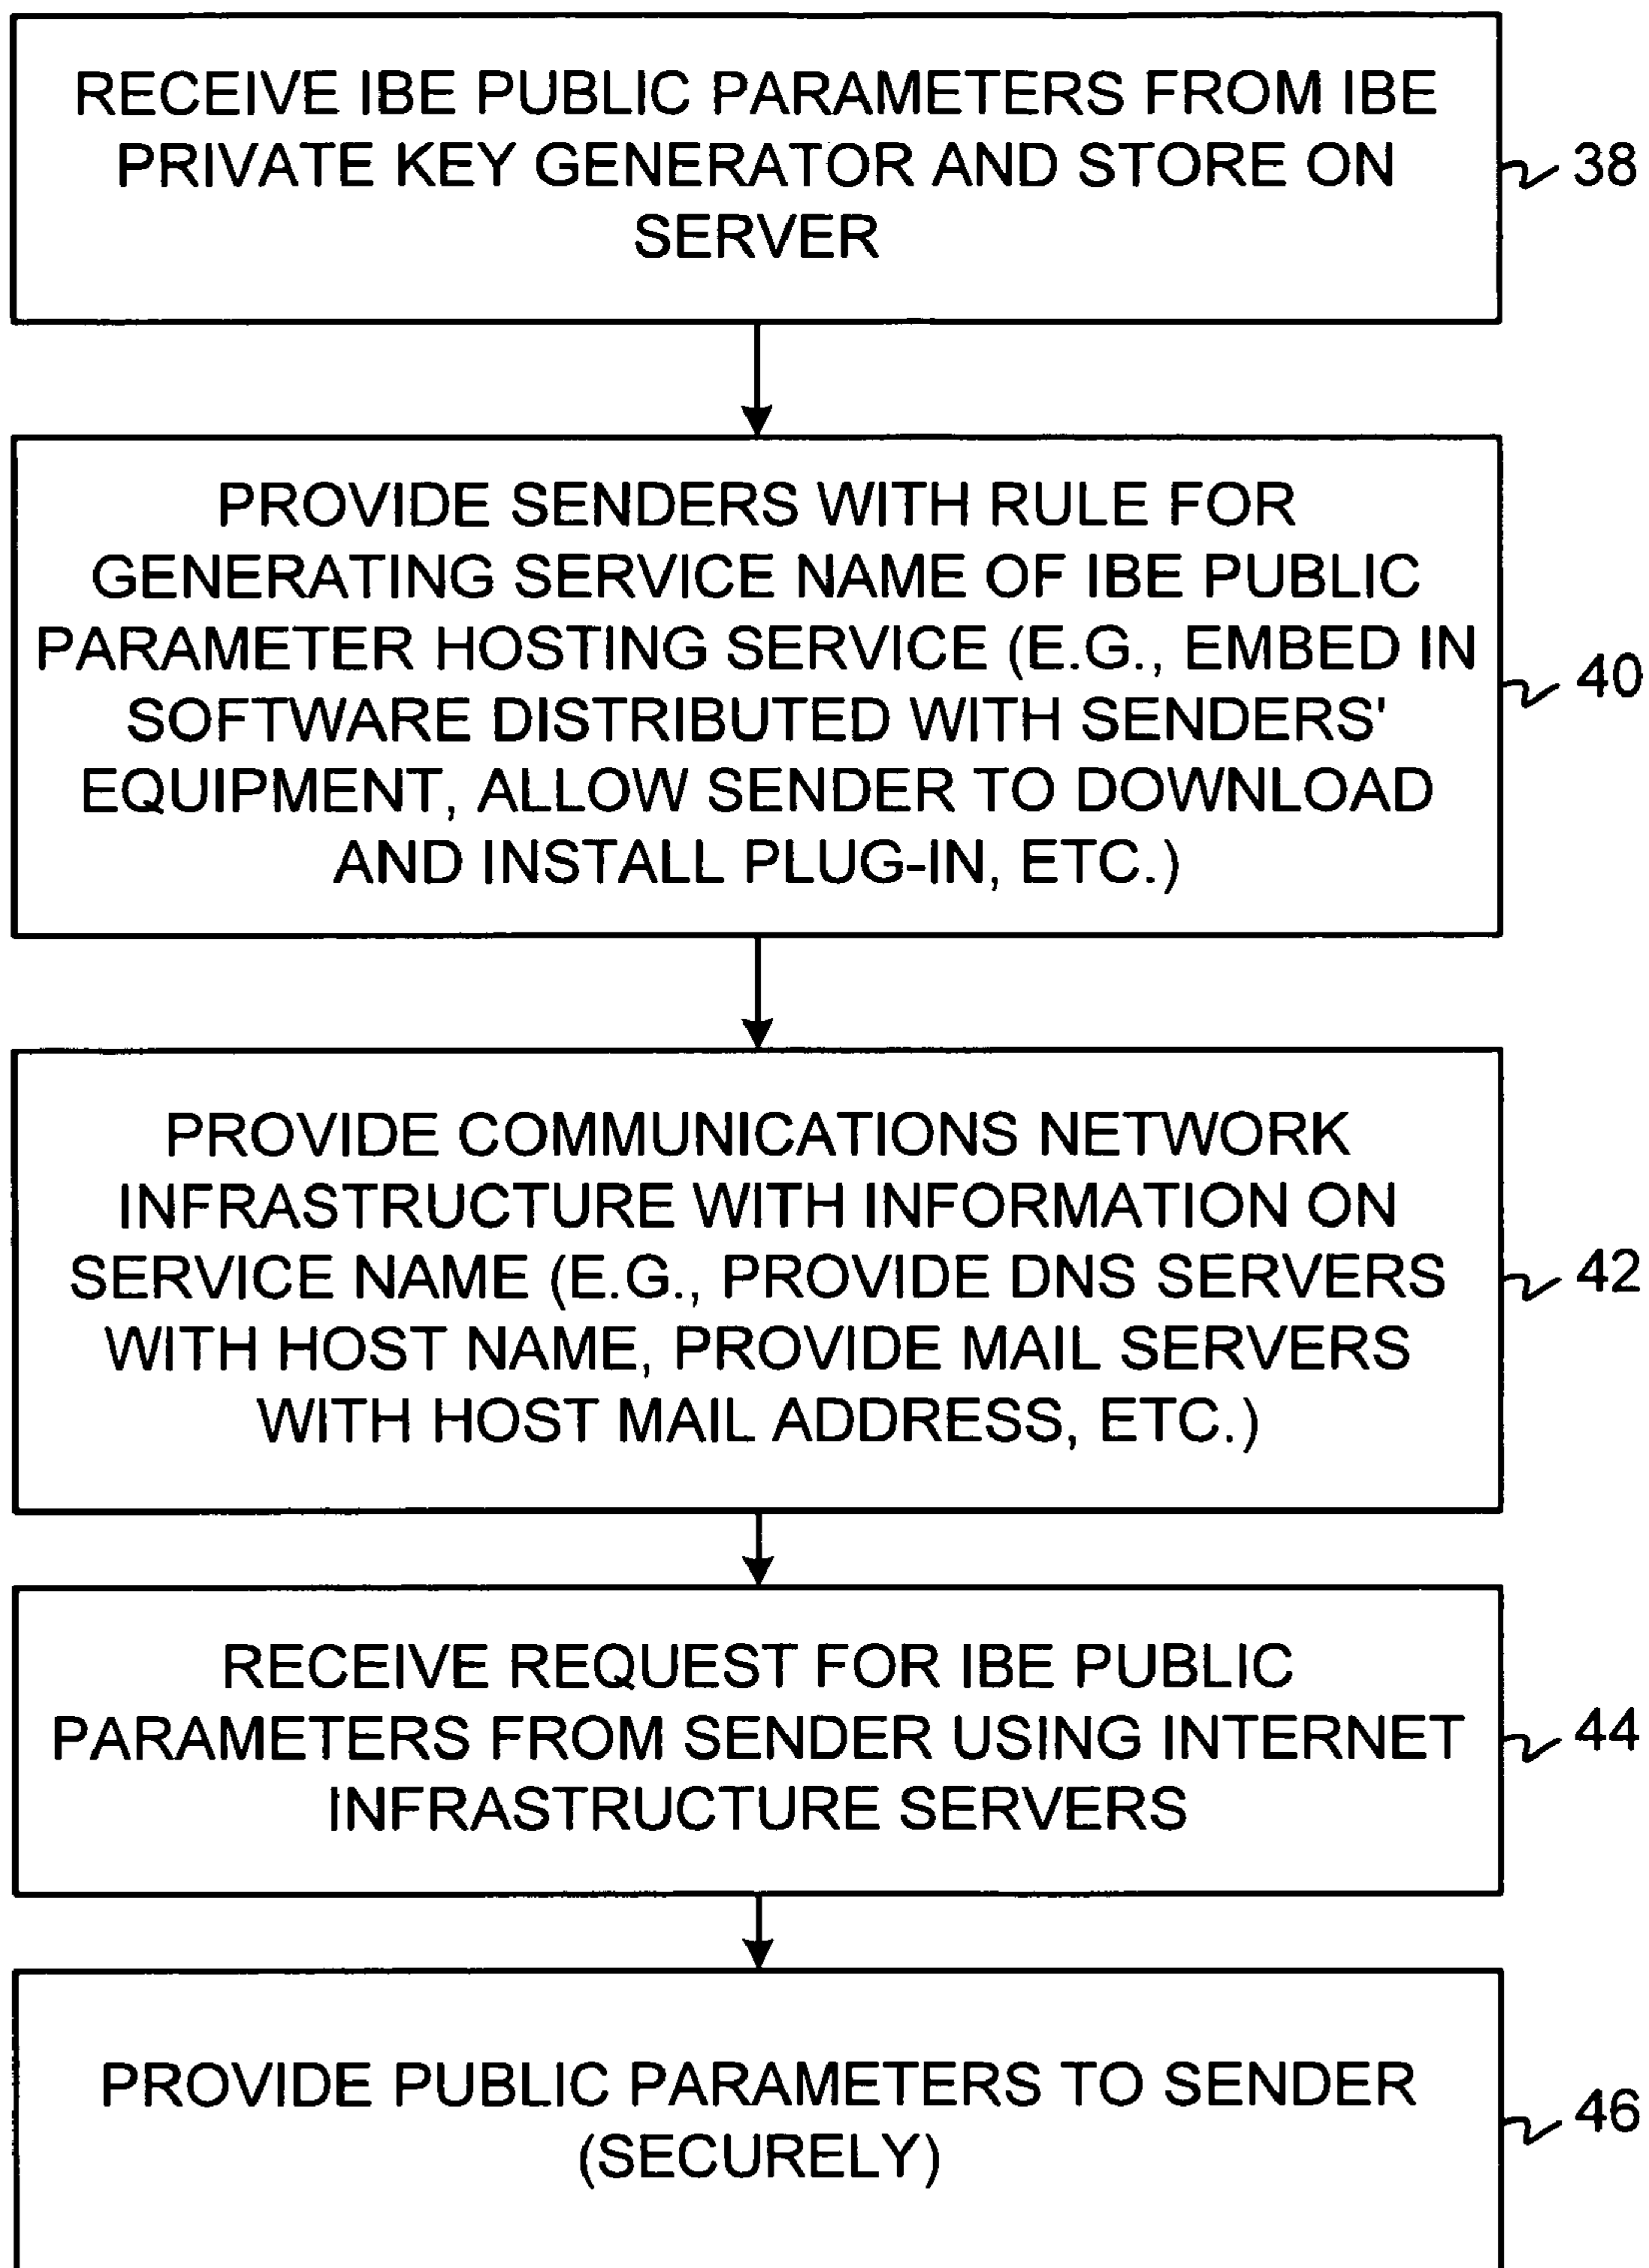 RECEIVE IBE PUBLIC PARAMETERS FROM IBE
PRIVATE KEY GENERATOR AND STORE ON
SERVER
38
PROVIDE SENDERS WITH RULE FOR
GENERATING SERVICE NAME OF IBE PUBLIC
PARAMETER HOSTING SERVICE (E.G., EMBED IN
SOFTWARE DISTRIBUTED WITH SENDERS'
EQUIPMENT, ALLOW SENDER TO DOWNLOAD
AND INSTALL PLUG-IN, ETC.)
40
PROVIDE COMMUNICATIONS NETWORK
INFRASTRUCTURE WITH INFORMATION ON
SERVICE NAME (E.G., PROVIDE DNS SERVERS
WITH HOST NAME, PROVIDE MAIL SERVERS
WITH HOST MAIL ADDRESS, ETC.)
42
RECEIVE REQUEST FOR IBE PUBLIC
PARAMETERS FROM SENDER USING INTERNET
INFRASTRUCTURE SERVERS
44
PROVIDE PUBLIC PARAMETERS TO SENDER
(SECURELY)
46